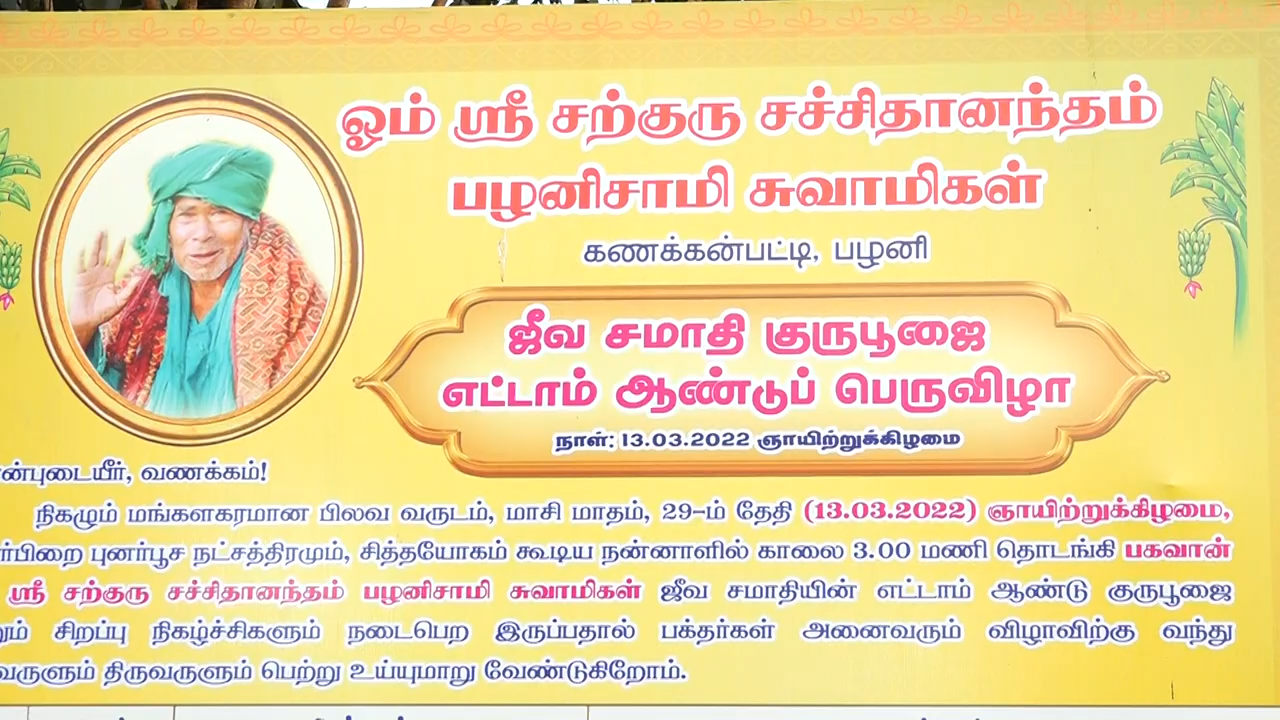 ஓம் ஸ்ரீ சற்குரு சச்சிதானந்தம்
பழனிசாமி சுவாமிகள்
கணக்கன்பட்டி, பழனி
ஜீவ சமாதி குருபூஜை
எட்டாம் ஆண்டுப் பெருவிழா
நாள்: 13.03.2022 ஞாயிற்றுக்கிழமை
வணக்கம்!
நிகழும் மங்களகரமான பிலவ வருடம், மாசி மாதம், 29-ம் தேதி (13.03.2022) ஞாயிற்றுக்கிழமை,
புனர்பூச நட்சத்திரமும், சித்தயோகம் கூடிய நன்னாளில் காலை 3.00 மணி தொடங்கி பகவான்
ஸ்ரீ சற்குரு சச்சிதானந்தம் பழனிசாமி சுவாமிகள் ஜீவ சமாதியின் எட்டாம் ஆண்டு குருபூஜை
சிறப்பு நிகழ்ச்சிகளும் நடைபெற இருப்பதால் பக்தர்கள் அனைவரும் விழாவிற்கு வந்து
திருவருளும் பெற்று உய்யுமாறு வேண்டுகிறோம்.